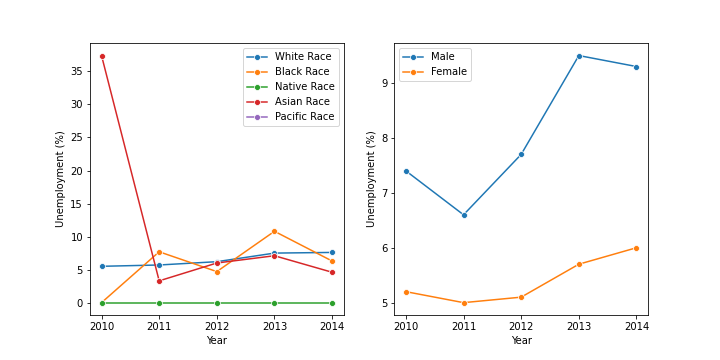 White Race
Black Race
Native Race
Asian Race
Pacific Race
Unemployment (%)
35
30
25
20
15
10
5
0
2010 2011 2012 2013 2014
Year
Male
Female
Unemployment (%)
9
8
7
6
5
2010 2011 2012 2013 2014
Year